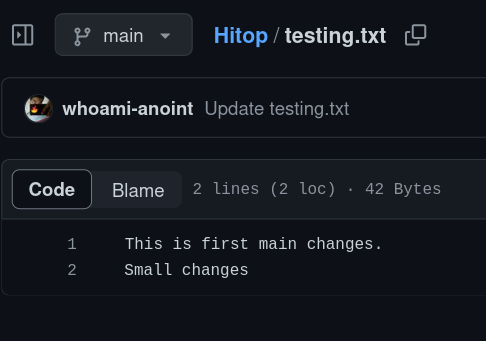 main
Hitop / testing.txt
whoami-anoint Update testing.txt
Code Blame 2 lines (2 loc) · 42 Bytes
1 This is first main changes.
2 Small changes